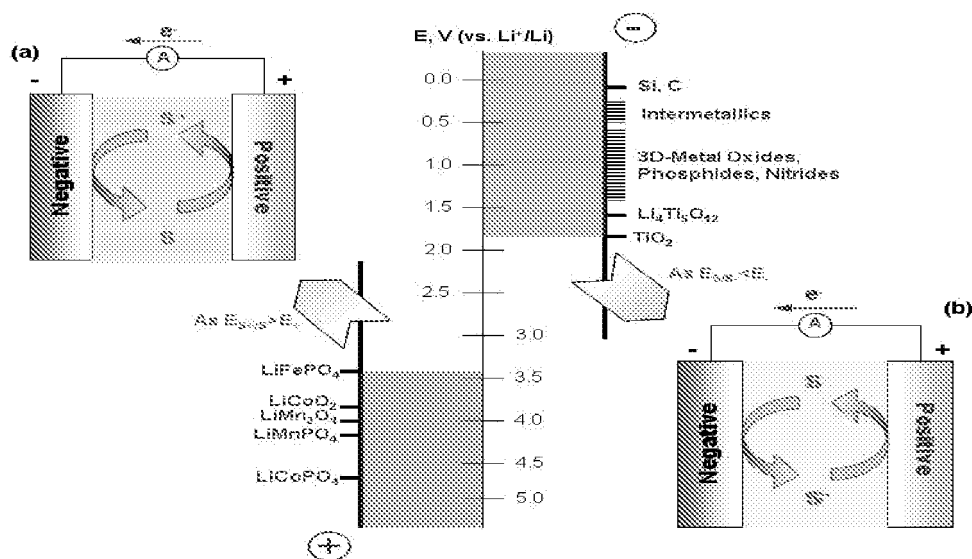 (a)
e-
A
-
+
Negative
Positive
S+
S
E, V (vs. Li+/Li)
0.0
0.5
1.0
1.5
2.0
2.5
3.0
3.5
4.0
4.5
5.0
Si, C
Intermetallics
3D-Metal Oxides,
Phosphides, Nitrides
Li4Ti5O12
TiO2
LiFePO4
LiCoO2
LiMn2O4
LiMnPO4
LiCoPO4
+
(b)
e-
A
-
+
Negative
Positive
S
S-